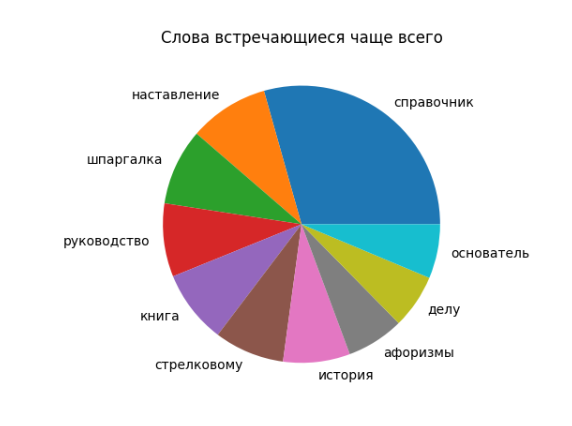 Слова встречающиеся чаще всего
справочник
наставление
шпаргалка
руководство
книга
стрелковому
история
афоризмы
делу
основатель